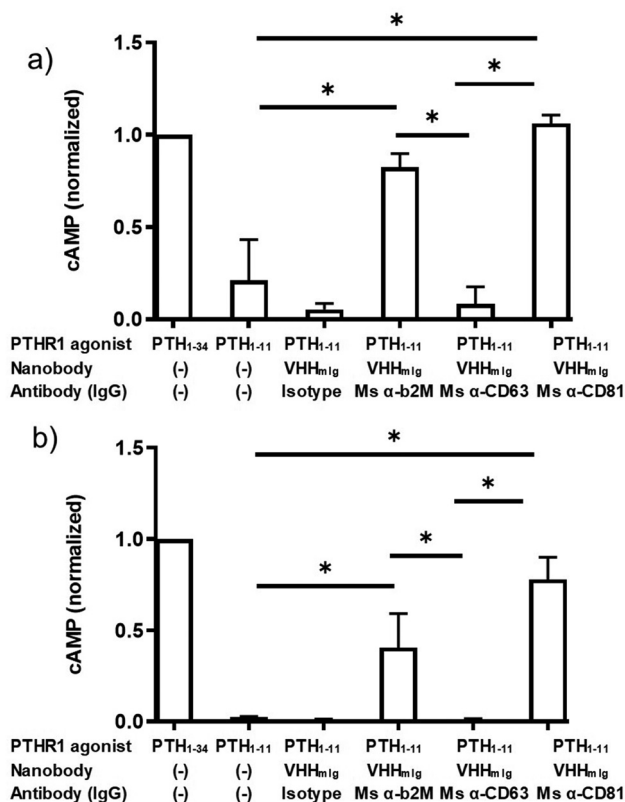 a)
cAMP (normalized)
1.5
1.0
0.5
0.0
*
*
*
*
PTHR1 agonist PTH1-34 PTH1-11 PTH1-11 PTH1-11 PTH1-11 PTH1-11
Nanobody (-) (-) VHHmIg VHHmIg VHHmIg VHHmIg
Antibody (IgG) (-) (-) Isotype Ms α-b2M Ms α-CD63 Ms α-CD81
b)
cAMP (normalized)
1.5
1.0
0.5
0.0
*
*
*
*
PTHR1 agonist PTH1-34 PTH1-11 PTH1-11 PTH1-11 PTH1-11 PTH1-11
Nanobody (-) (-) VHHmIg VHHmIg VHHmIg VHHmIg
Antibody (IgG) (-) (-) Isotype Ms α-b2M Ms α-CD63 Ms α-CD81